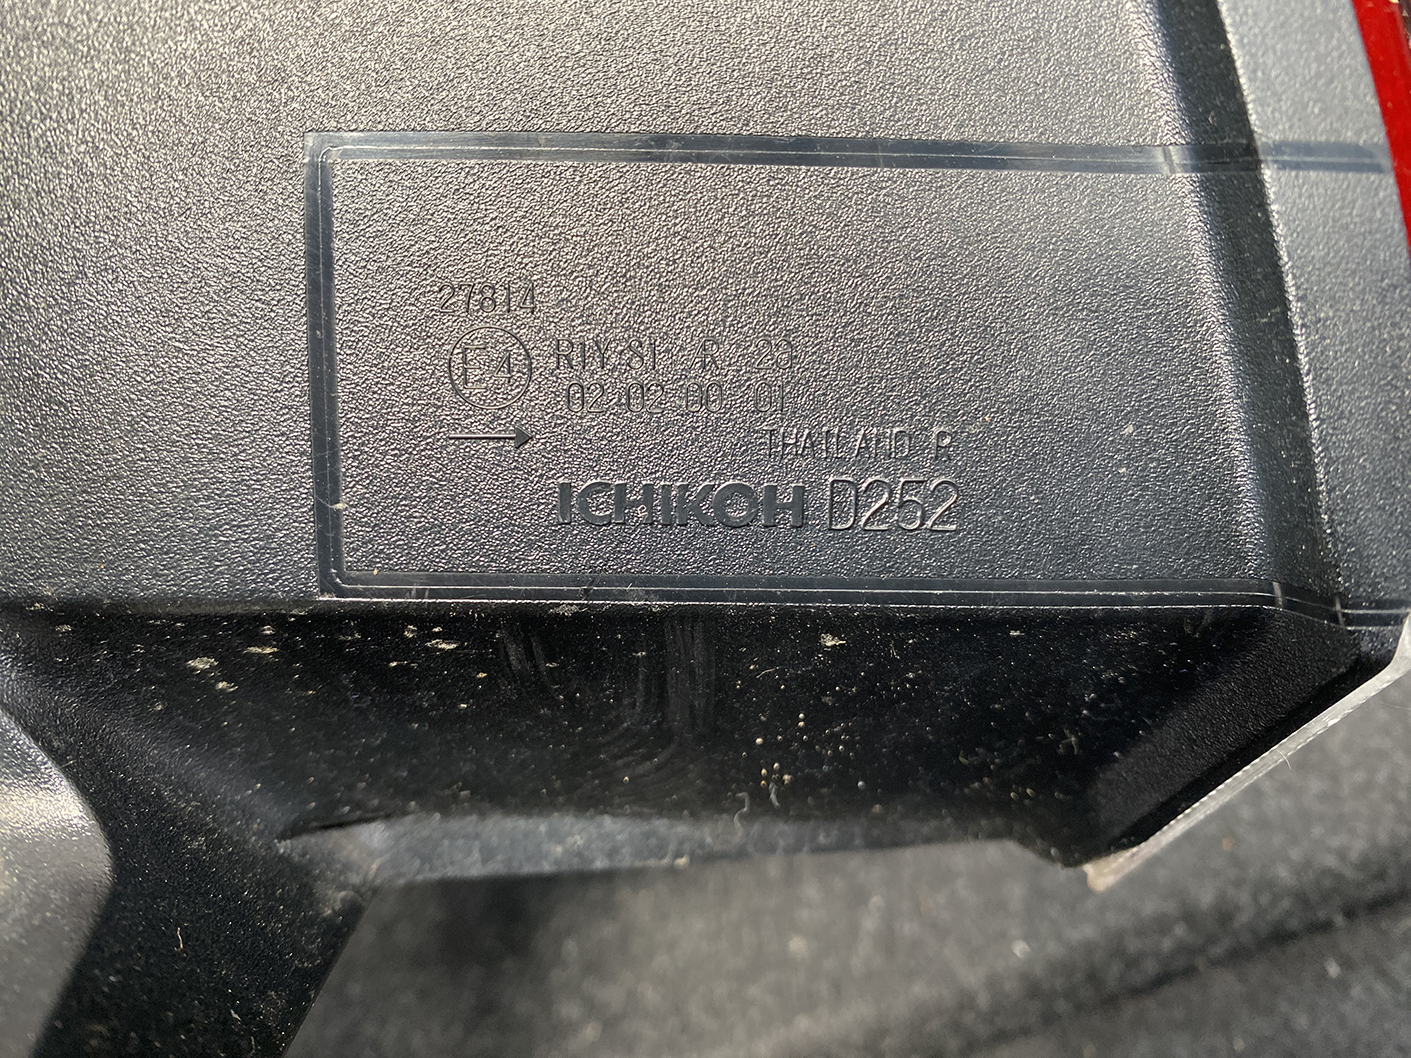 27814
E4 R1Y S1 /R 23
02 02 00 01
THAILAND R
ICHIKOH D252